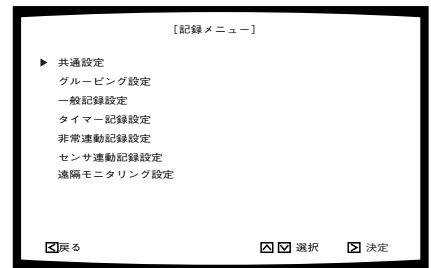 [記録メニュー]
▶ 共通設定
グルーピング設定
一般記録設定
タイマー記録設定
非常連動記録設定
センサ連動記録設定
遠隔モニタリング設定
戻る 選択 決定